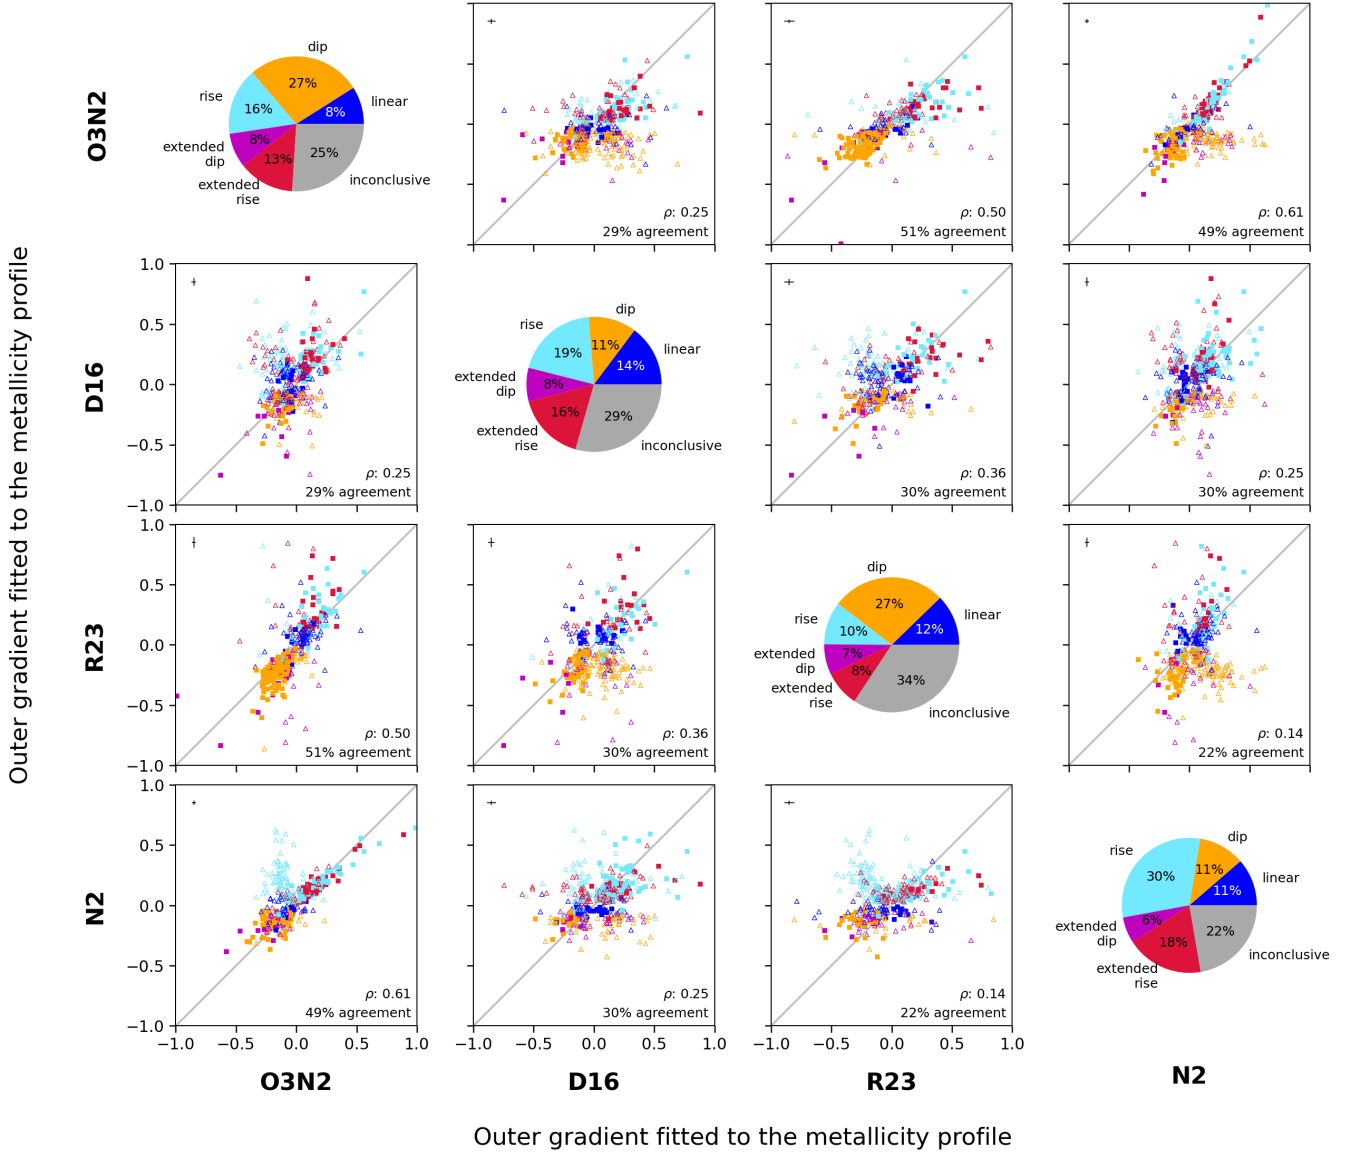 dip
27%
rise
16%
linear
8%
8%
extended
dip
13%
25%
extended
rise
inconclusive
O3N2
ρ: 0.25
29% agreement
ρ: 0.50
51% agreement
ρ: 0.61
49% agreement
Outer gradient fitted to the metallicity profile
D16
1.0
0.5
0.0
−0.5
−1.0
ρ: 0.25
29% agreement
dip
rise
11%
linear
19%
14%
extended
dip
8%
16%
29%
extended
rise
inconclusive
ρ: 0.36
30% agreement
ρ: 0.25
30% agreement
R23
1.0
0.5
0.0
−0.5
−1.0
ρ: 0.50
51% agreement
ρ: 0.36
30% agreement
dip
27%
rise
linear
10%
12%
extended
dip
7%
8%
34%
extended
rise
inconclusive
ρ: 0.14
22% agreement
N2
1.0
0.5
0.0
−0.5
−1.0
ρ: 0.61
49% agreement
ρ: 0.25
30% agreement
ρ: 0.14
22% agreement
dip
rise
11%
30%
linear
11%
6%
extended
dip
18%
22%
inconclusive
extended
rise
−1.0 −0.5 0.0 0.5 1.0
−1.0 −0.5 0.0 0.5 1.0
−1.0 −0.5 0.0 0.5 1.0
O3N2
D16
R23
N2
Outer gradient fitted to the metallicity profile